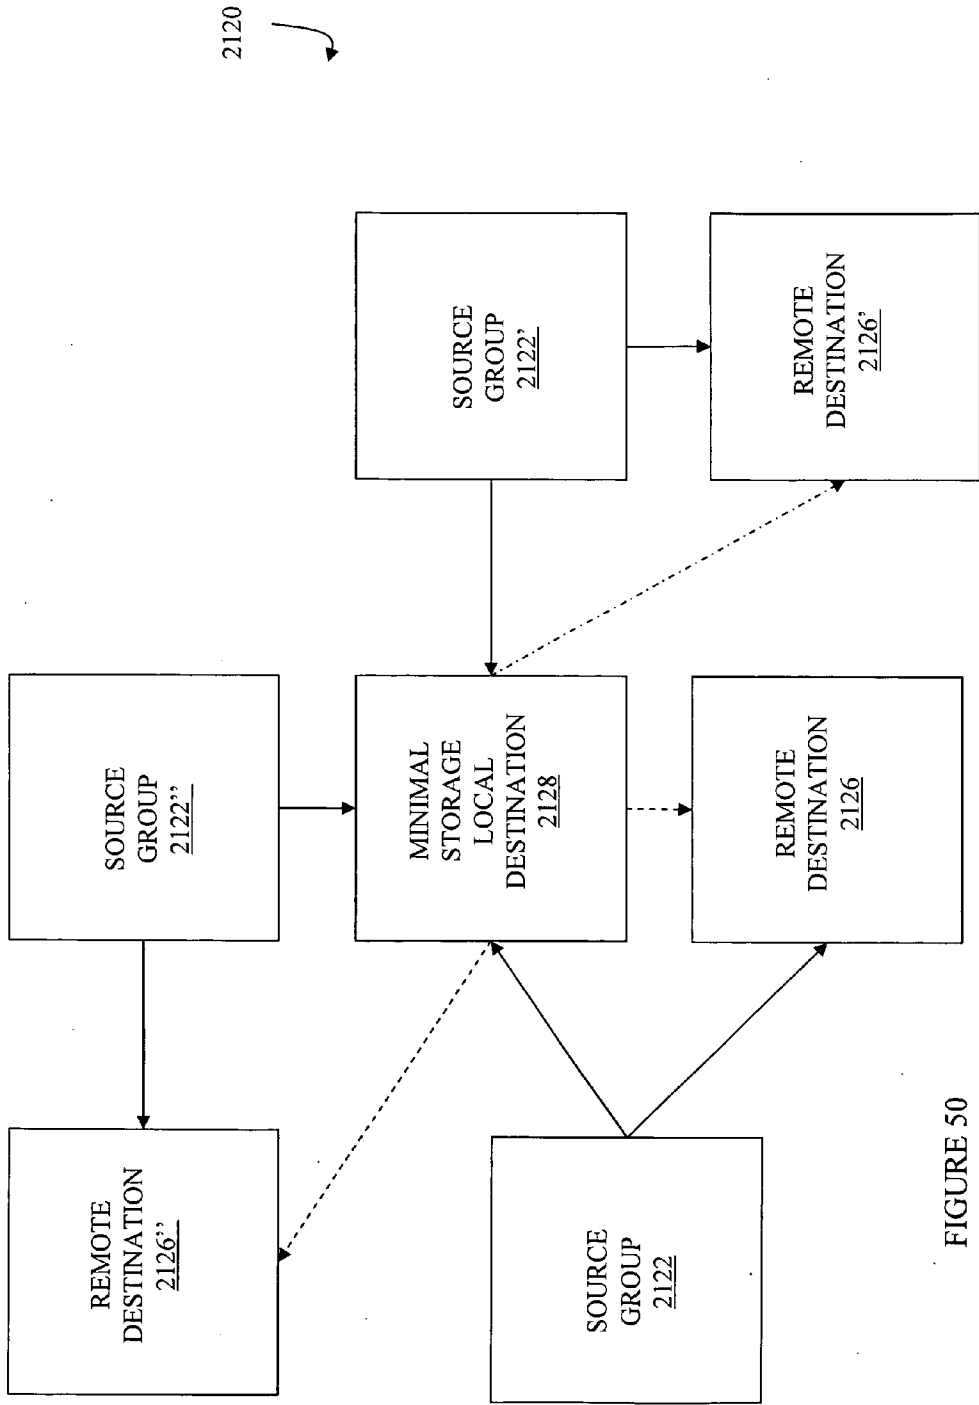 2120
REMOTE
DESTINATION
2126’’
SOURCE
GROUP
2122’’
SOURCE
GROUP
2122
MINIMAL
STORAGE
LOCAL
DESTINATION
2128
SOURCE
GROUP
2122’
REMOTE
DESTINATION
2126
REMOTE
DESTINATION
2126’
FIGURE 50